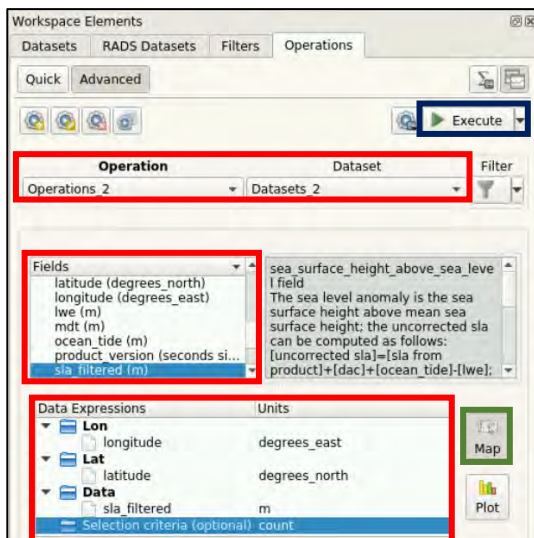 Workspace Elements
Datasets RADS Datasets Filters Operations
Quick Advanced
Execute
Operation Dataset Filter
Operations_2 Datasets_2
Fields
latitude (degrees_north)
longitude (degrees_east)
lwe (m)
mdt (m)
ocean_tide (m)
product_version (seconds si...
sla_filtered (m)
sea_surface_height_above_sea_leve
l field
The sea level anomaly is the sea
surface height above mean sea
surface height; the uncorrected sla
can be computed as follows:
[uncorrected sla]=[sla from
product]+[dac]+[ocean_tide]-[lwe];
Data Expressions Units
Lon
longitude degrees_east
Lat
latitude degrees_north
Data
sla_filtered m
Selection criteria (optional) count
Map
Plot